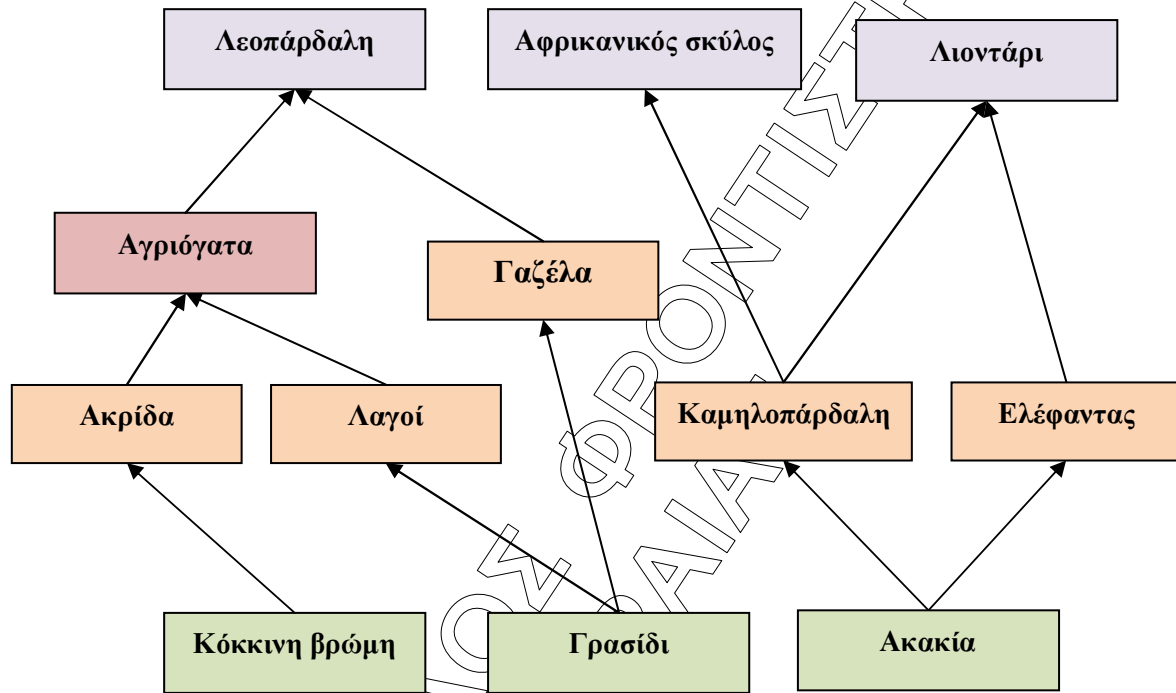 Λεοπάρδαλη
Αφρικανικός σκύλος
Λιοντάρι
Αγριόγατα
Γαζέλα
Ακρίδα
Λαγοί
Καμηλοπάρδαλη
Ελέφαντας
Κόκκινη βρώμη
Γρασίδι
Ακακία